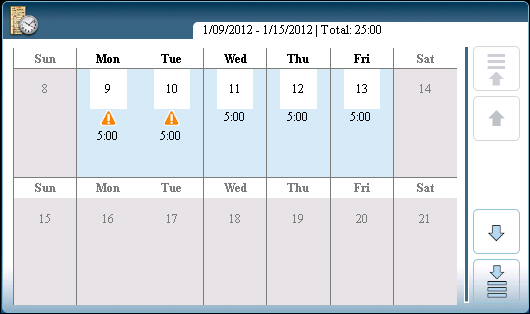 1/09/2012 - 1/15/2012 | Total: 25:00
Sun Mon Tue Wed Thu Fri Sat
8 9 10 11 12 13 14
5:00 5:00 5:00 5:00 5:00
Sun Mon Tue Wed Thu Fri Sat
15 16 17 18 19 20 21